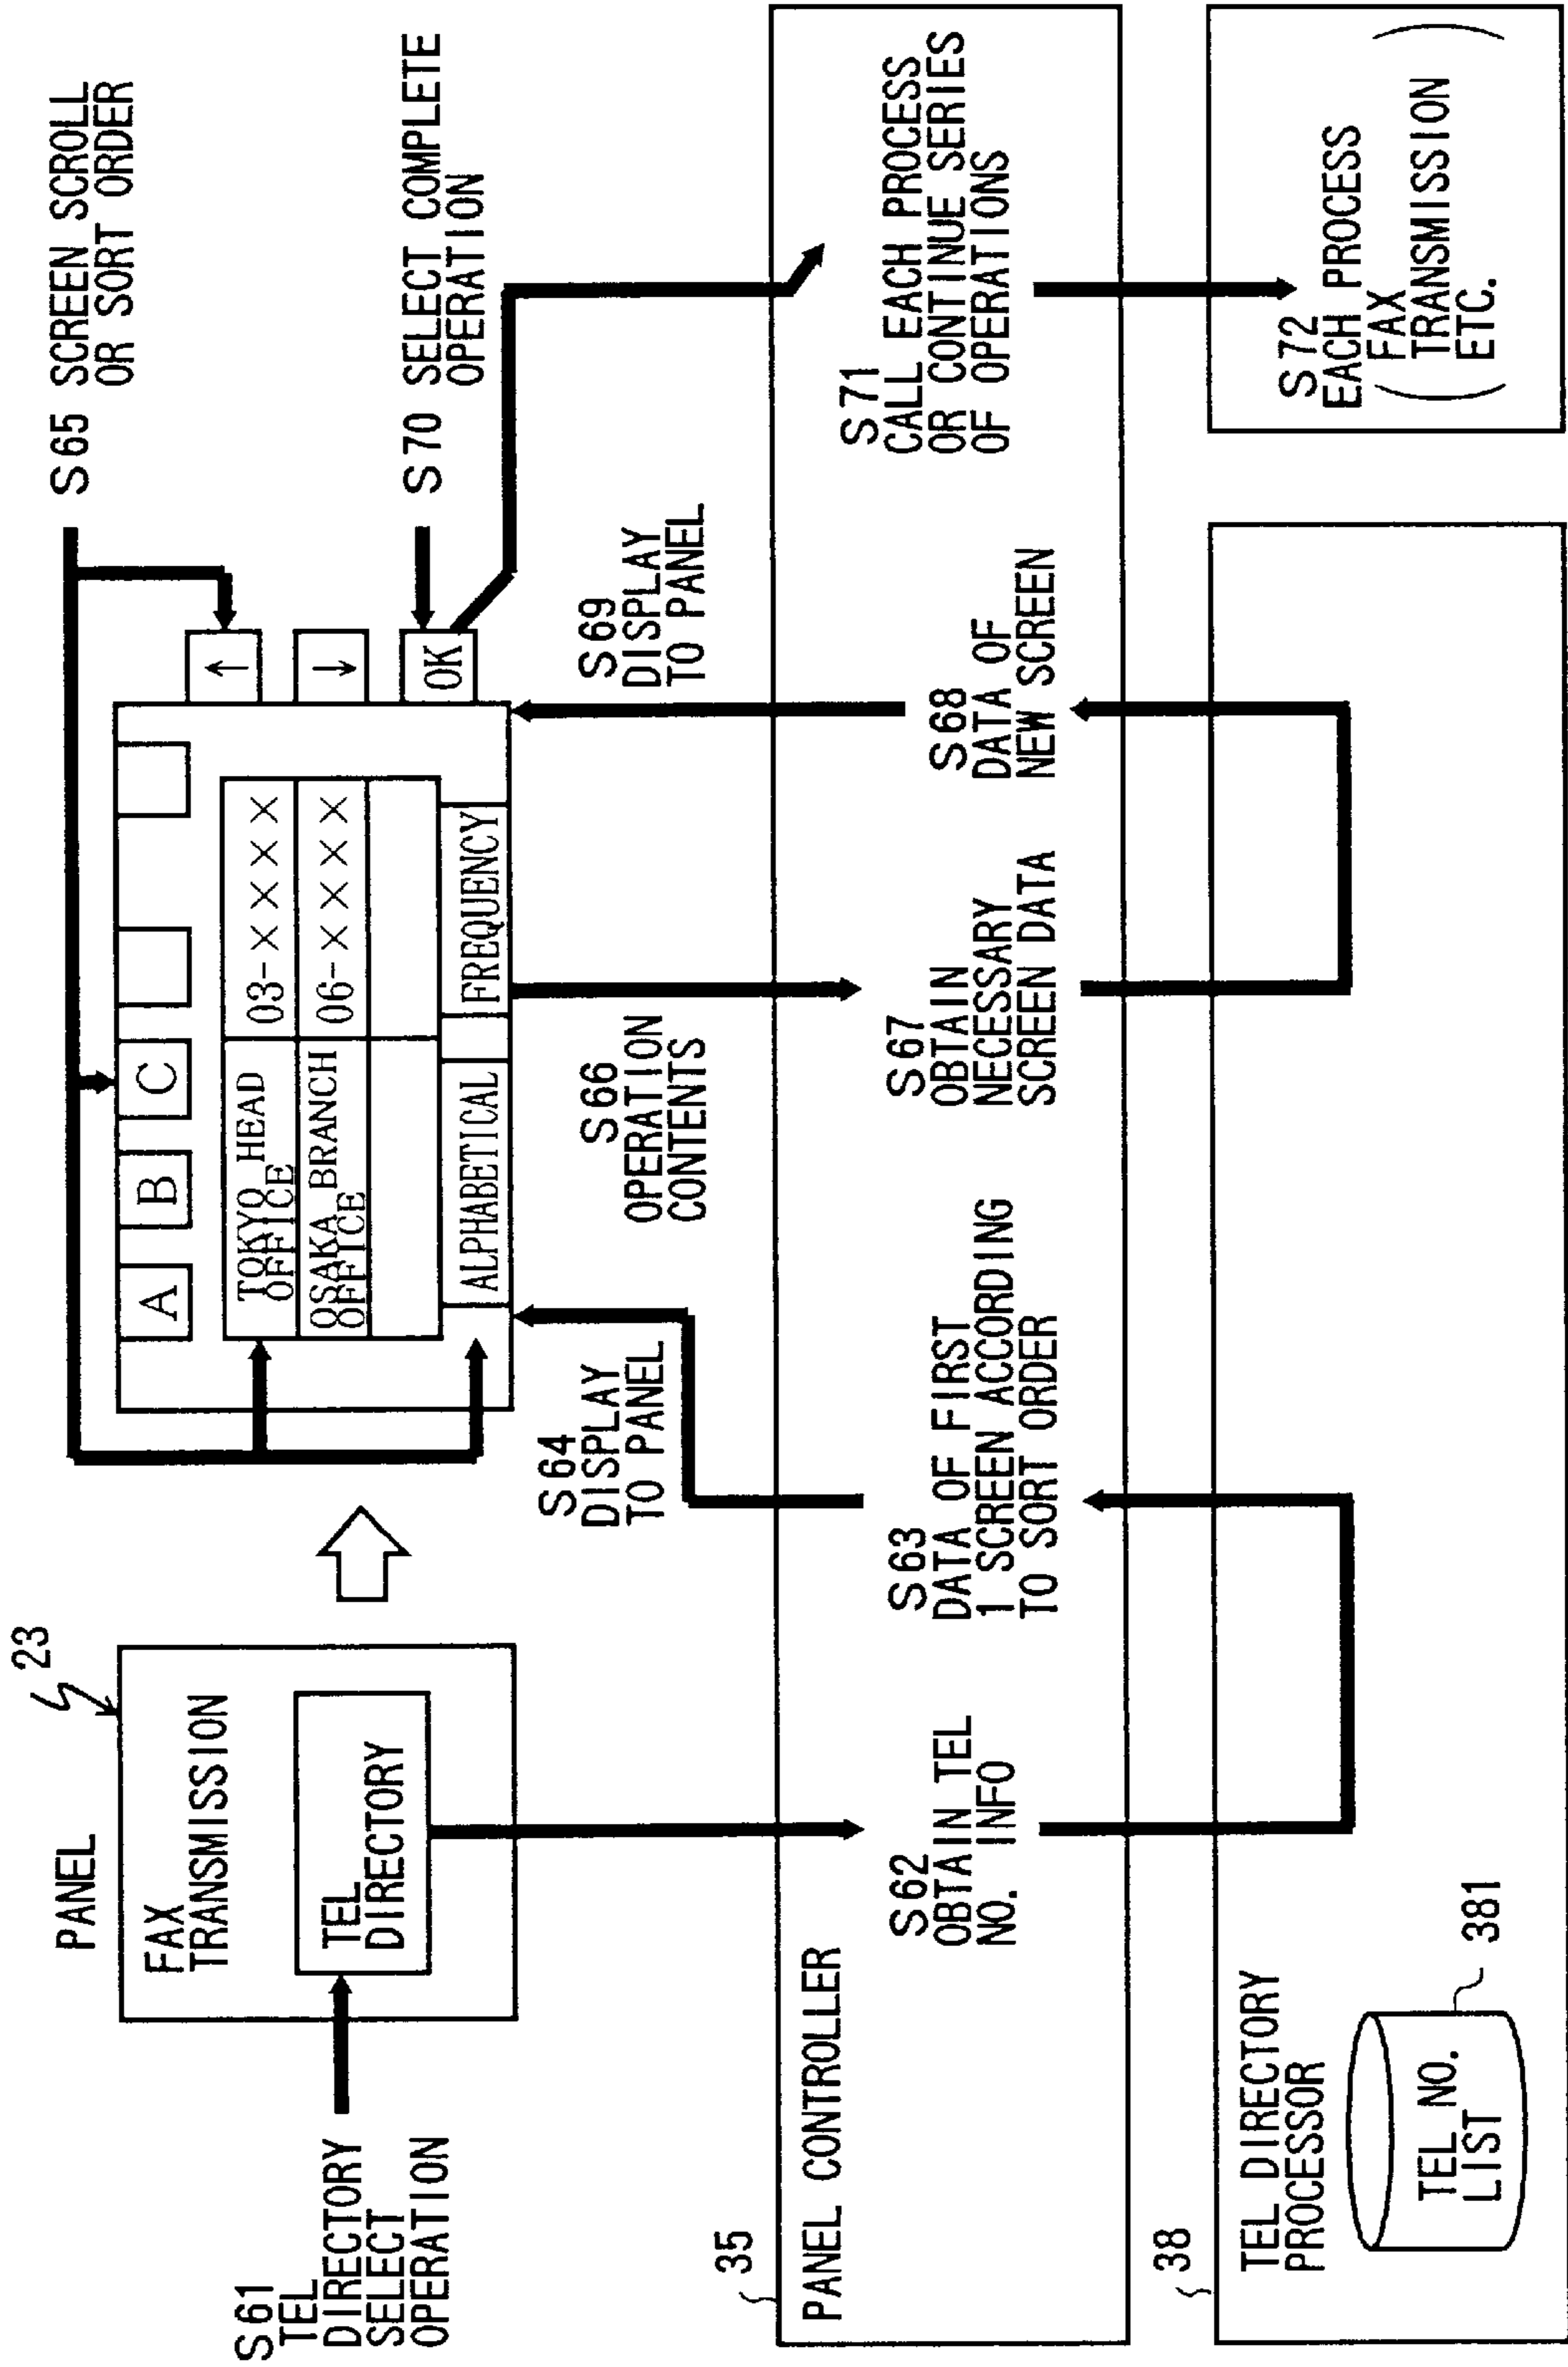 PANEL
23
FAX
TRANSMISSION
TEL
DIRECTORY
S61
TEL
DIRECTORY
SELECT
OPERATION
A
B
C
TOKYO HEAD
OFFICE
03-××××
OSAKA BRANCH
OFFICE
06-××××
ALPHABETICAL
FREQUENCY
↑
↓
OK
S65 SCREEN SCROLL
OR SORT ORDER
S70 SELECT COMPLETE
OPERATION
S64
DISPLAY
TO PANEL
S66
OPERATION
CONTENTS
S69
DISPLAY
TO PANEL
35
PANEL CONTROLLER
S62
OBTAIN TEL
NO. INFO
S63
DATA OF FIRST
1 SCREEN ACCORDING
TO SORT ORDER
S67
OBTAIN
NECESSARY
SCREEN DATA
S68
DATA OF
NEW SCREEN
S71
CALL EACH PROCESS
OR CONTINUE SERIES
OF OPERATIONS
38
TEL DIRECTORY
PROCESSOR
TEL NO.
LIST
381
S72
EACH PROCESS
(FAX
TRANSMISSION
ETC.)